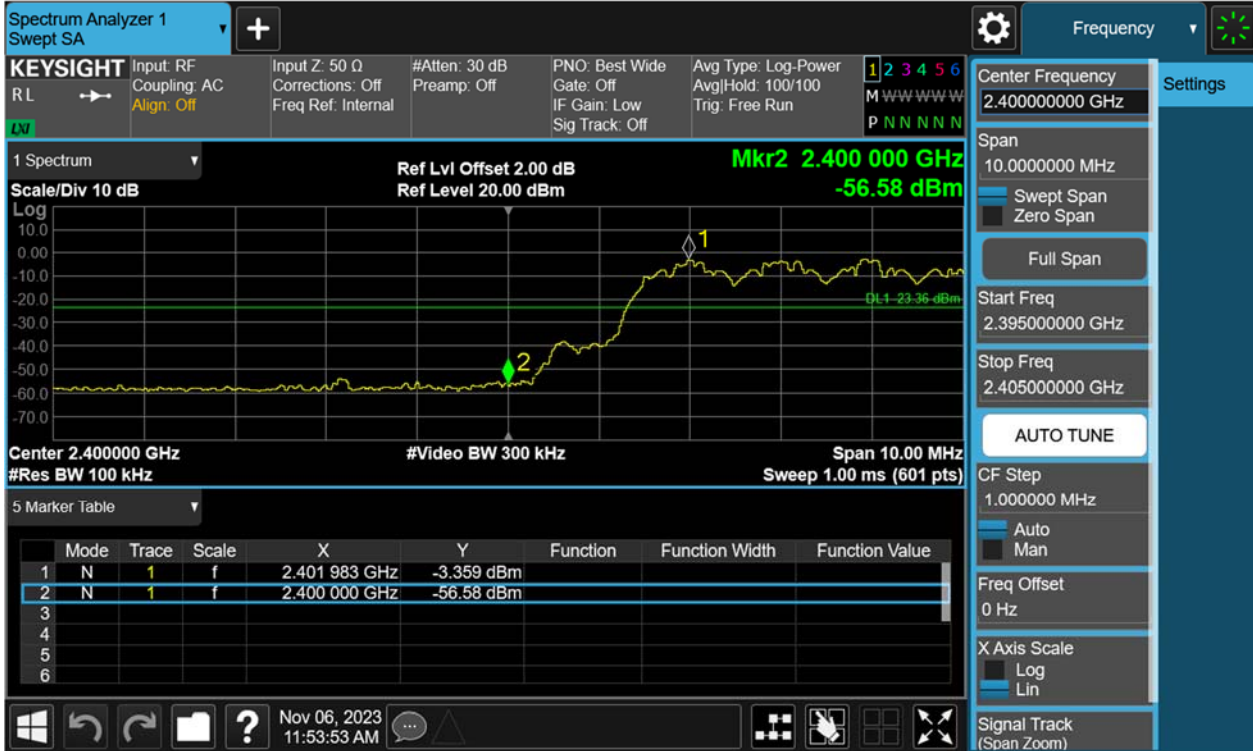 Spectrum Analyzer 1
Swept SA
+
Frequency
KEYSIGHT
RL
LXI
Input: RF
Coupling: AC
Align: Off
Input Z: 50 Ω
Corrections: Off
Freq Ref: Internal
#Atten: 30 dB
Preamp: Off
PNO: Best Wide
Gate: Off
IF Gain: Low
Sig Track: Off
Avg Type: Log-Power
Avg|Hold: 100/100
Trig: Free Run
1 2 3 4 5 6
M W W W W W
P N N N N N
1 Spectrum
Scale/Div 10 dB
Ref Lvl Offset 2.00 dB
Ref Level 20.00 dBm
Mkr2 2.400 000 GHz
-56.58 dBm
Log
10.0
0.00
-10.0
-20.0
-30.0
-40.0
-50.0
-60.0
-70.0
1
2
DL1 -23.36 dBm
Center 2.400000 GHz
#Res BW 100 kHz
#Video BW 300 kHz
Span 10.00 MHz
Sweep 1.00 ms (601 pts)
5 Marker Table
Mode Trace Scale X Y Function Function Width Function Value
1 N 1 f 2.401 983 GHz -3.359 dBm
2 N 1 f 2.400 000 GHz -56.58 dBm
3
4
5
6
?
Nov 06, 2023
11:53:53 AM
Center Frequency
2.400000000 GHz
Span
10.0000000 MHz
Swept Span
Zero Span
Full Span
Start Freq
2.395000000 GHz
Stop Freq
2.405000000 GHz
AUTO TUNE
CF Step
1.000000 MHz
Auto
Man
Freq Offset
0 Hz
X Axis Scale
Log
Lin
Signal Track
(Span Zoom)
Settings